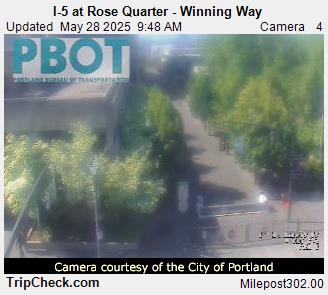 I-5 at Rose Quarter - Winning Way
Updated May 28 2025 9:48 AM Camera 4
PBOT
PORTLAND BUREAU OF TRANSPORTATION
Camera courtesy of the City of Portland
TripCheck.com Milepost302.00